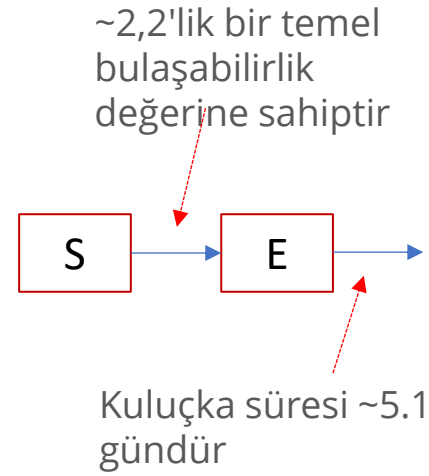 ~2,2'lik bir temel
bulaşabilirlik
değerine sahiptir
S
E
Kuluçka süresi ~5.1
gündür